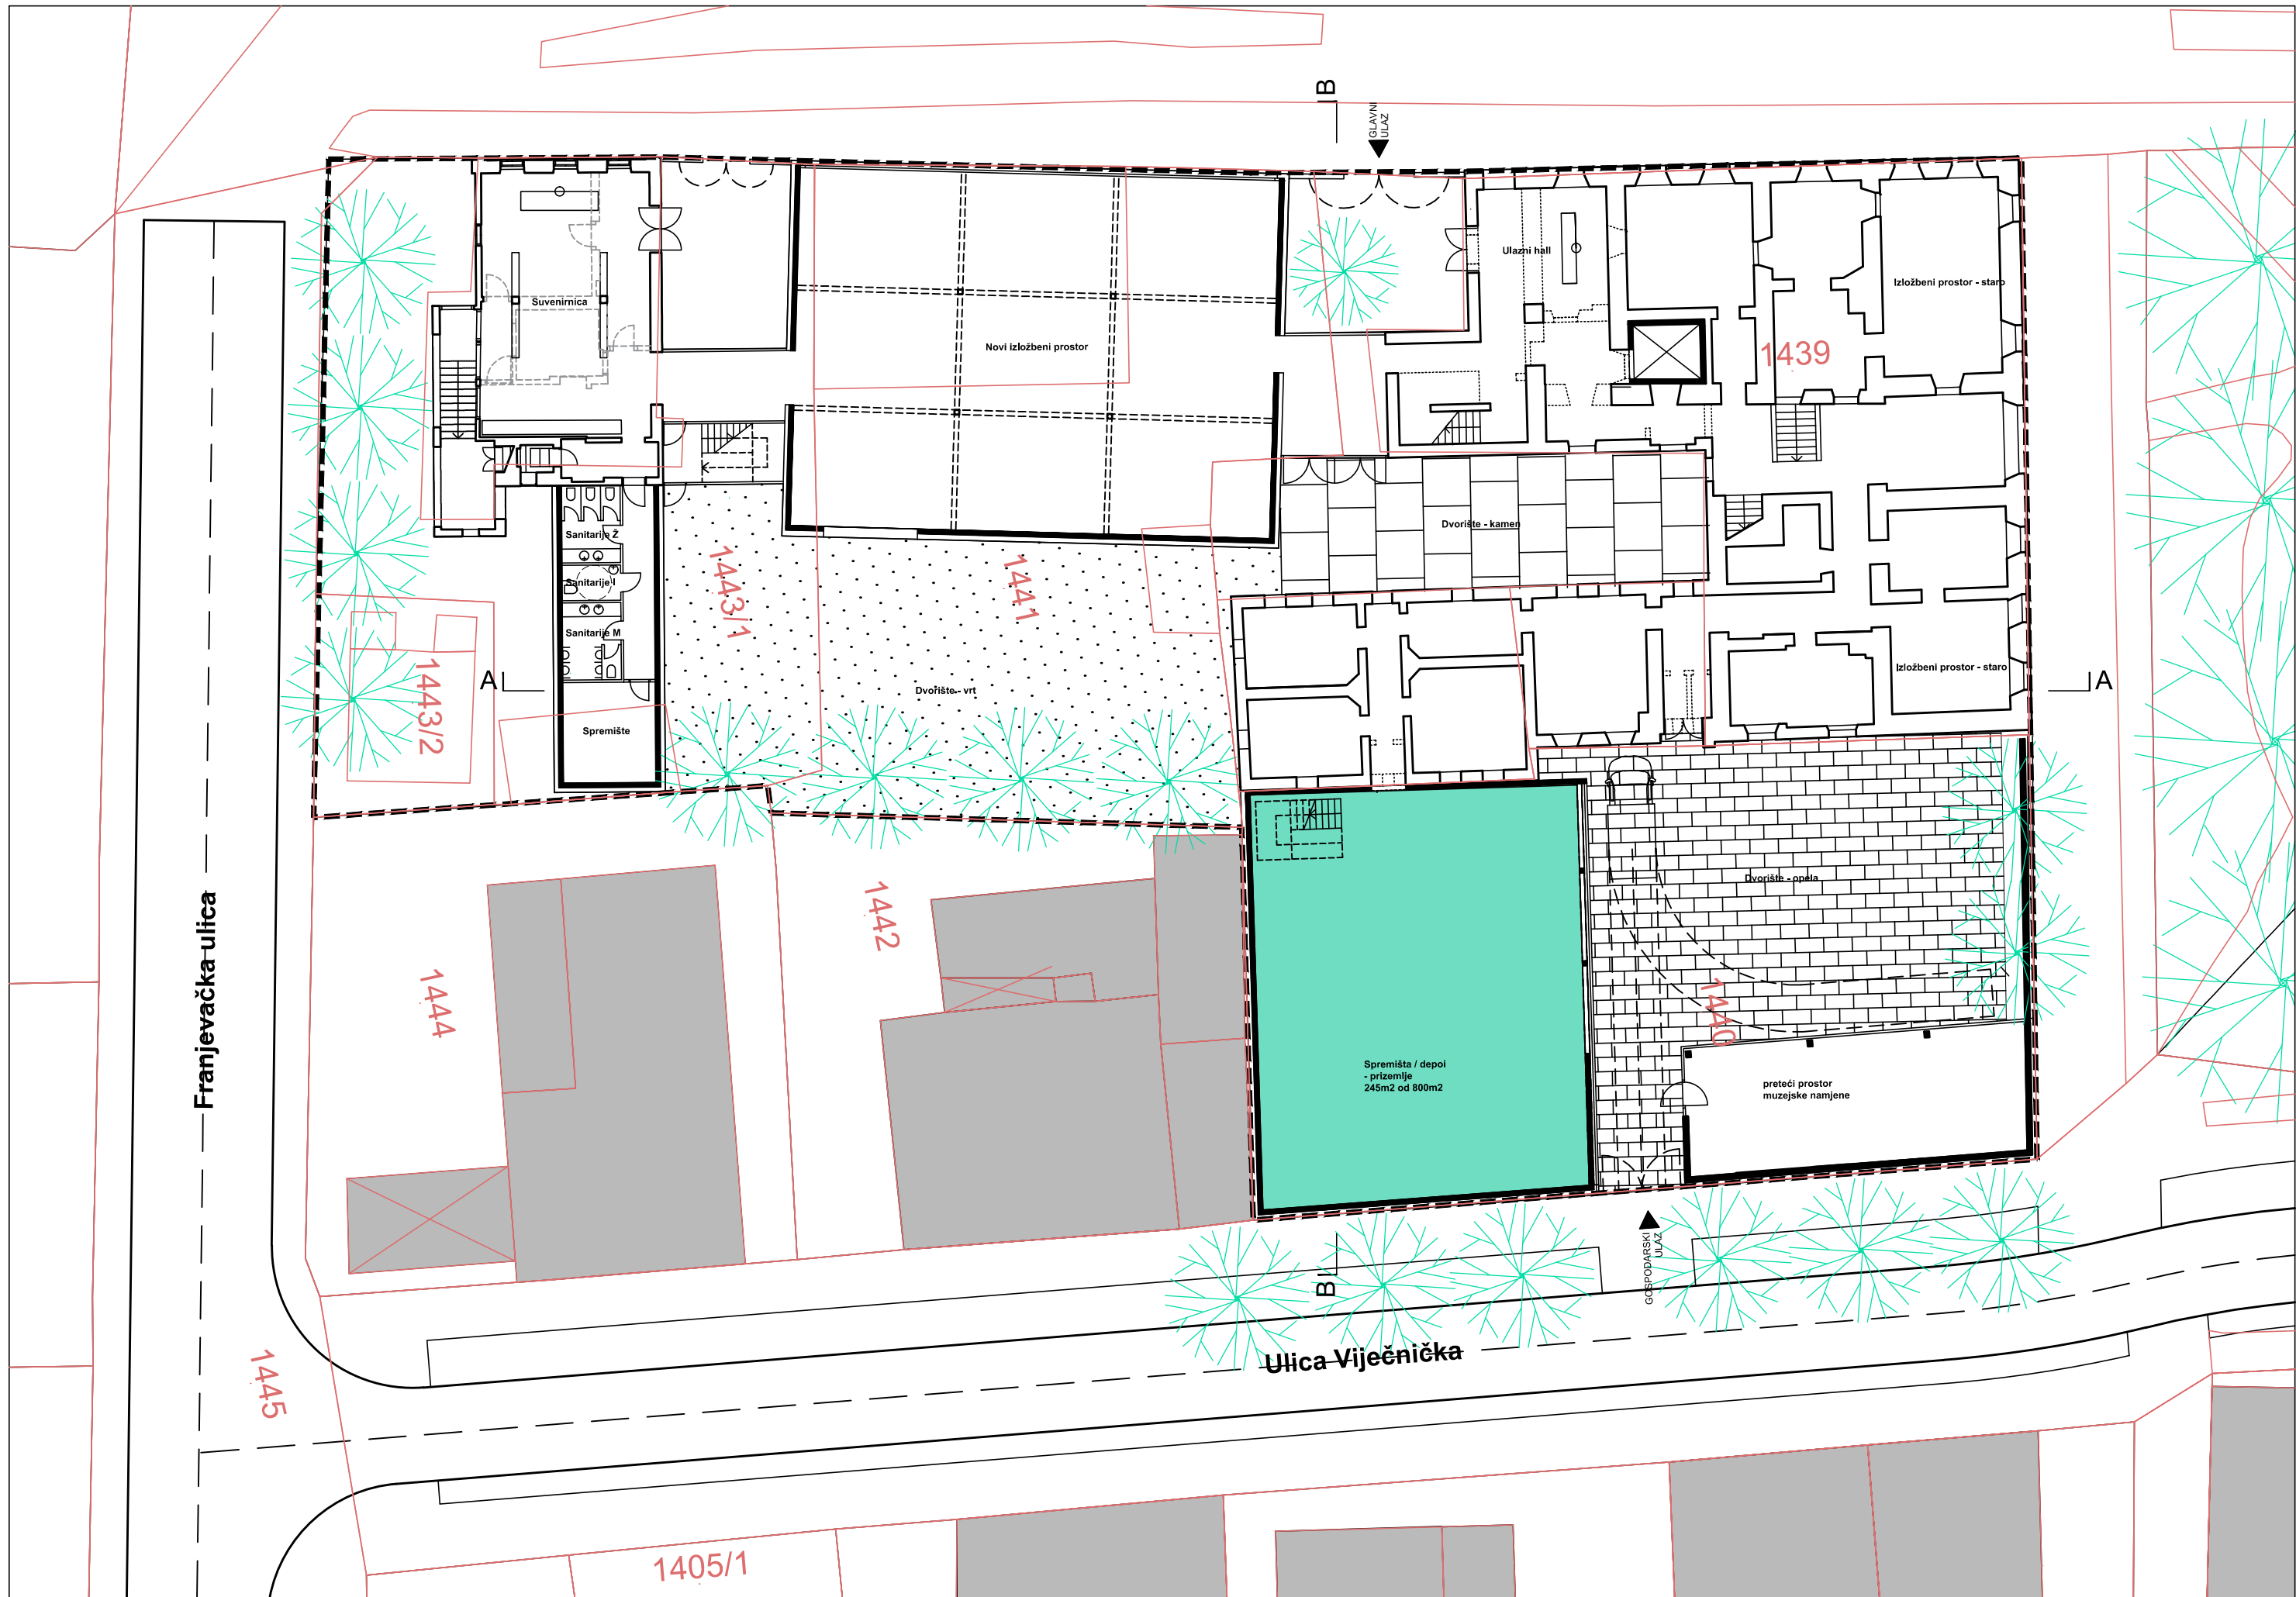 B
GLAVNI
ULAZ
Ulazni hall
Izložbeni prostor - staro
Suvenirnica
Novi izložbeni prostor
1439
Dvorište - kamen
Sanitarije Ž
Sanitarije I
Sanitarije M
1443/1
1441
A
1443/2
Dvorište - vrt
Izložbeni prostor - staro
A
Spremište
Dvorište - opeka
1442
1444
1440
Franjevačka ulica
Spremišta / depoi
- prizemlje
245m2 od 800m2
preteći prostor
muzejske namjene
B
GOSPODARSKI
ULAZ
Ulica Viječnička
1445
1405/1